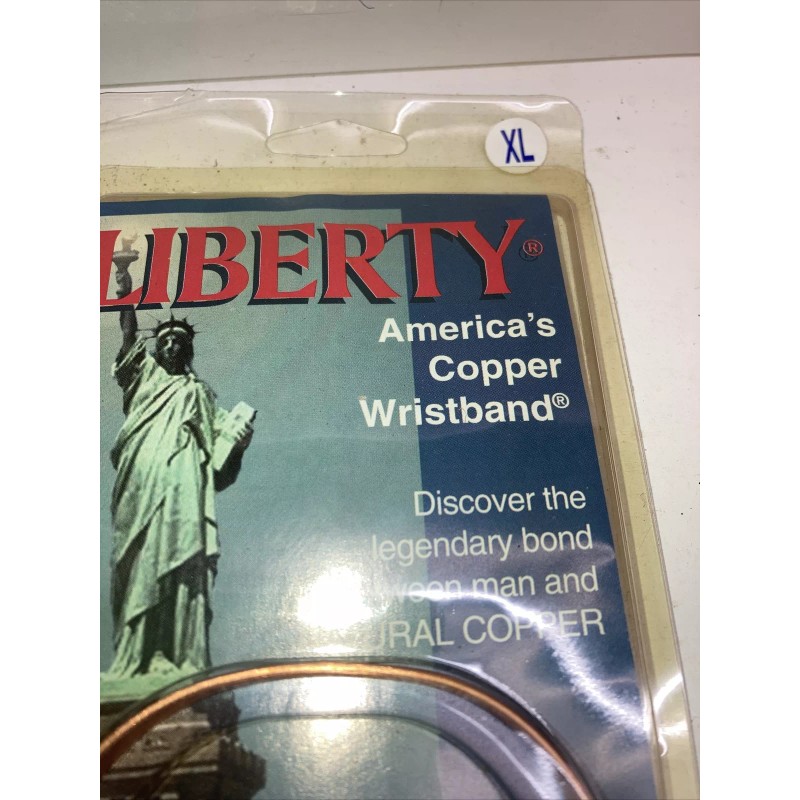 XL
LIBERTY®
America's
Copper
Wristband®
Discover the
legendary bond
man and
COPPER